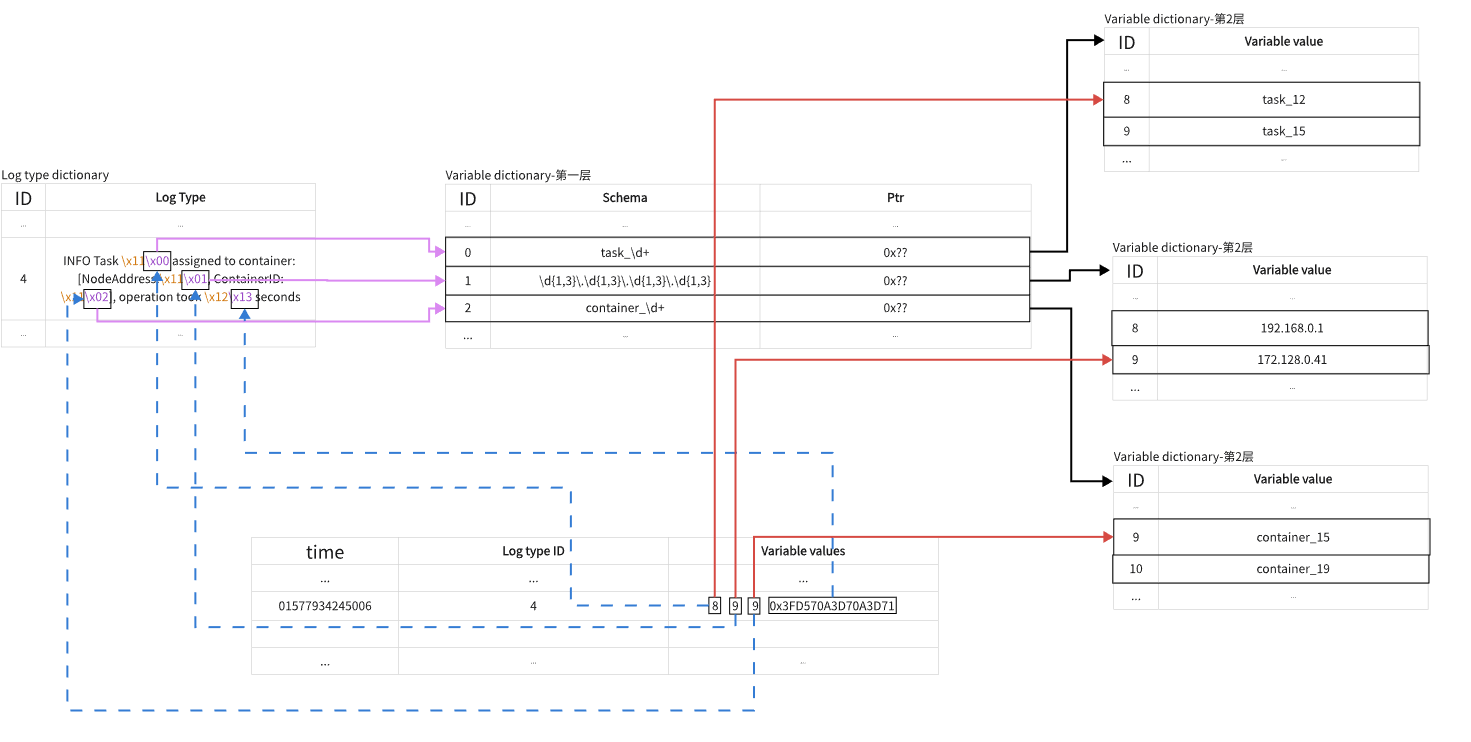 Variable dictionary-第2层
ID Variable value
... ...
8 task_12
9 task_15
... ...
Log type dictionary
ID Log Type
... ...
4
INFO Task \x11\x00 assigned to container:
[NodeAddress:\x11\x01, ContainerID:
\x11\x02], operation took \x12\x13 seconds
... ...
Variable dictionary-第一层
ID Schema Ptr
... ... ...
0 task_\d+ 0x??
1 \d{1,3}\.\d{1,3}\.\d{1,3}\.\d{1,3} 0x??
2 container_\d+ 0x??
... ... ...
Variable dictionary-第2层
ID Variable value
... ...
8 192.168.0.1
9 172.128.0.41
... ...
Variable dictionary-第2层
ID Variable value
... ...
9 container_15
10 container_19
... ...
time Log type ID Variable values
... ... ...
01577934245006 4 8 9 9 0x3FD570A3D70A3D71
... ... ...